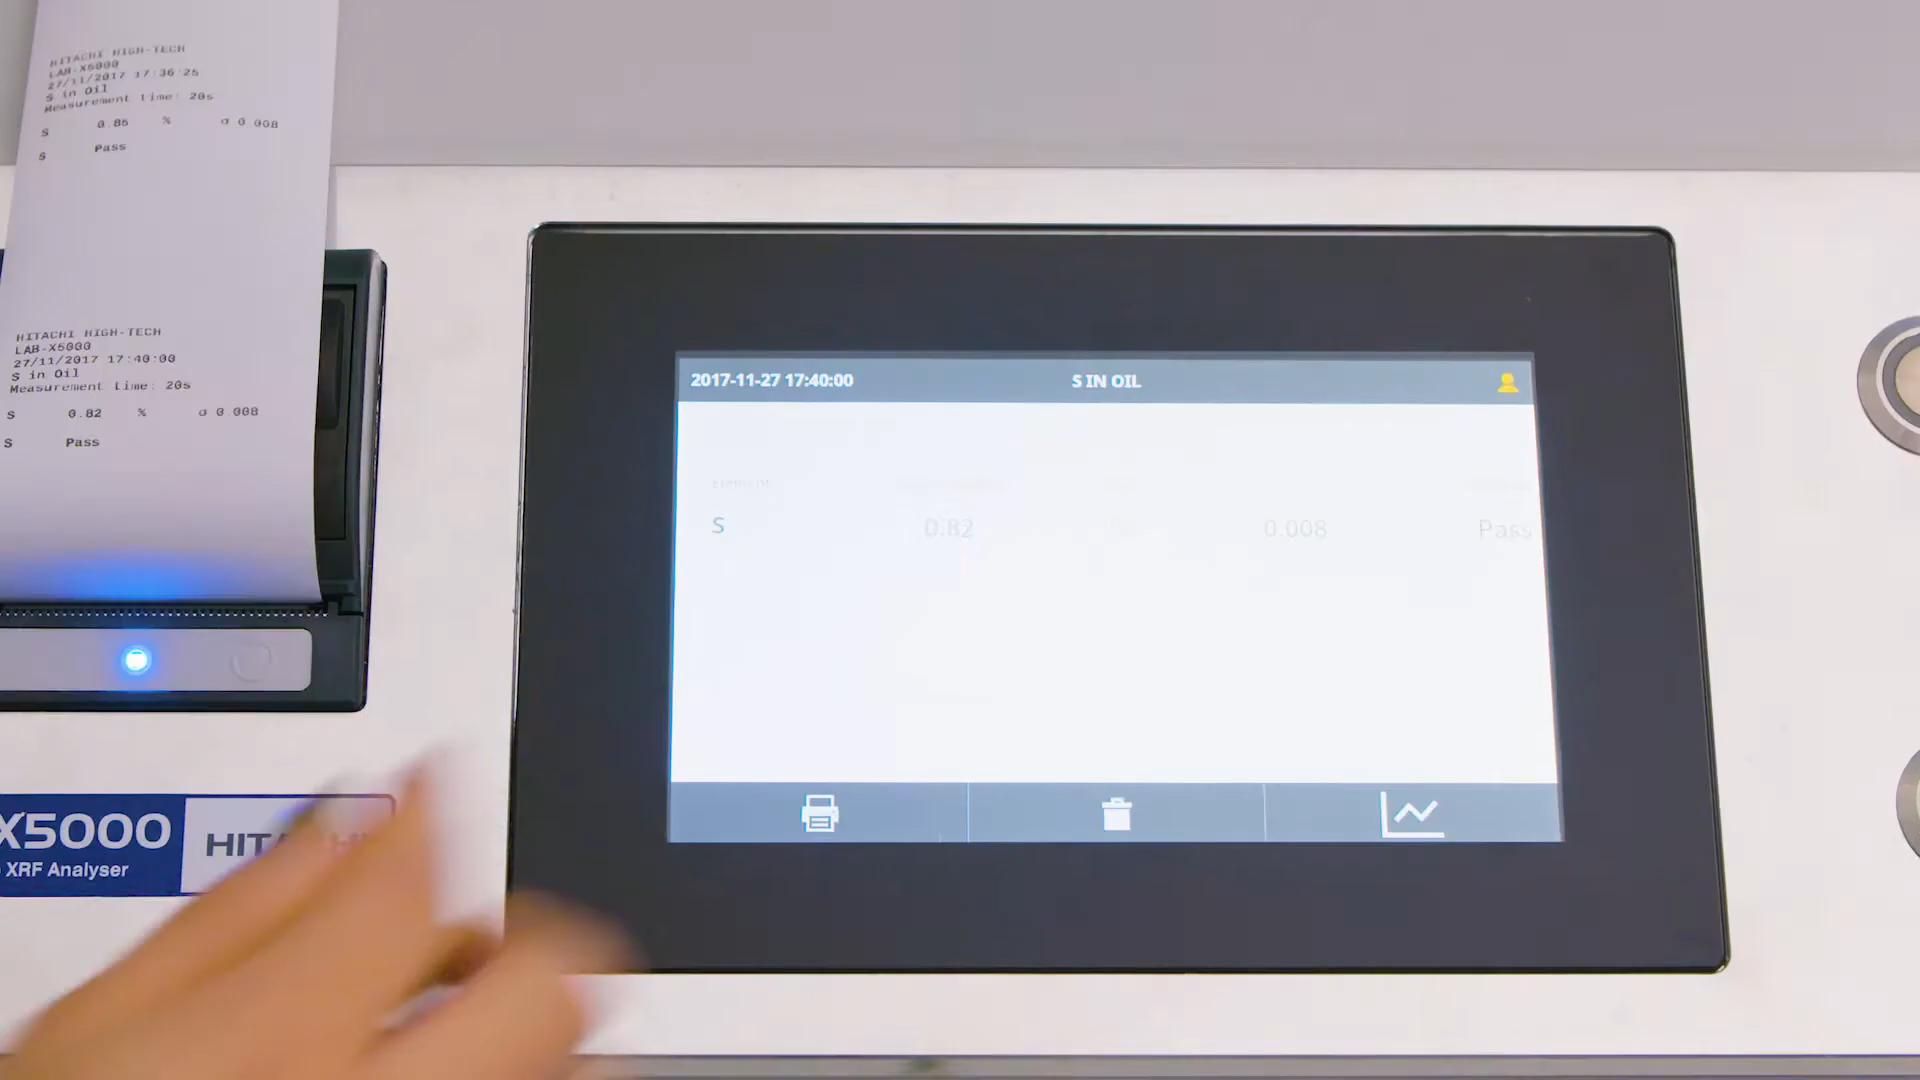 HITACHI HIGH-TECH
LAB-X5000
27/11/2017 17:36:25
S in Oil
Measurement time: 20s
S 0.85 % σ 0.008
S Pass
HITACHI HIGH-TECH
LAB-X5000
27/11/2017 17:40:00
S in Oil
Measurement time: 20s
S 0.82 % σ 0.008
S Pass
2017-11-27 17:40:00 S IN OIL
Element
S 0.82 0.008 Pass
X5000
XRF Analyser
HITACHI